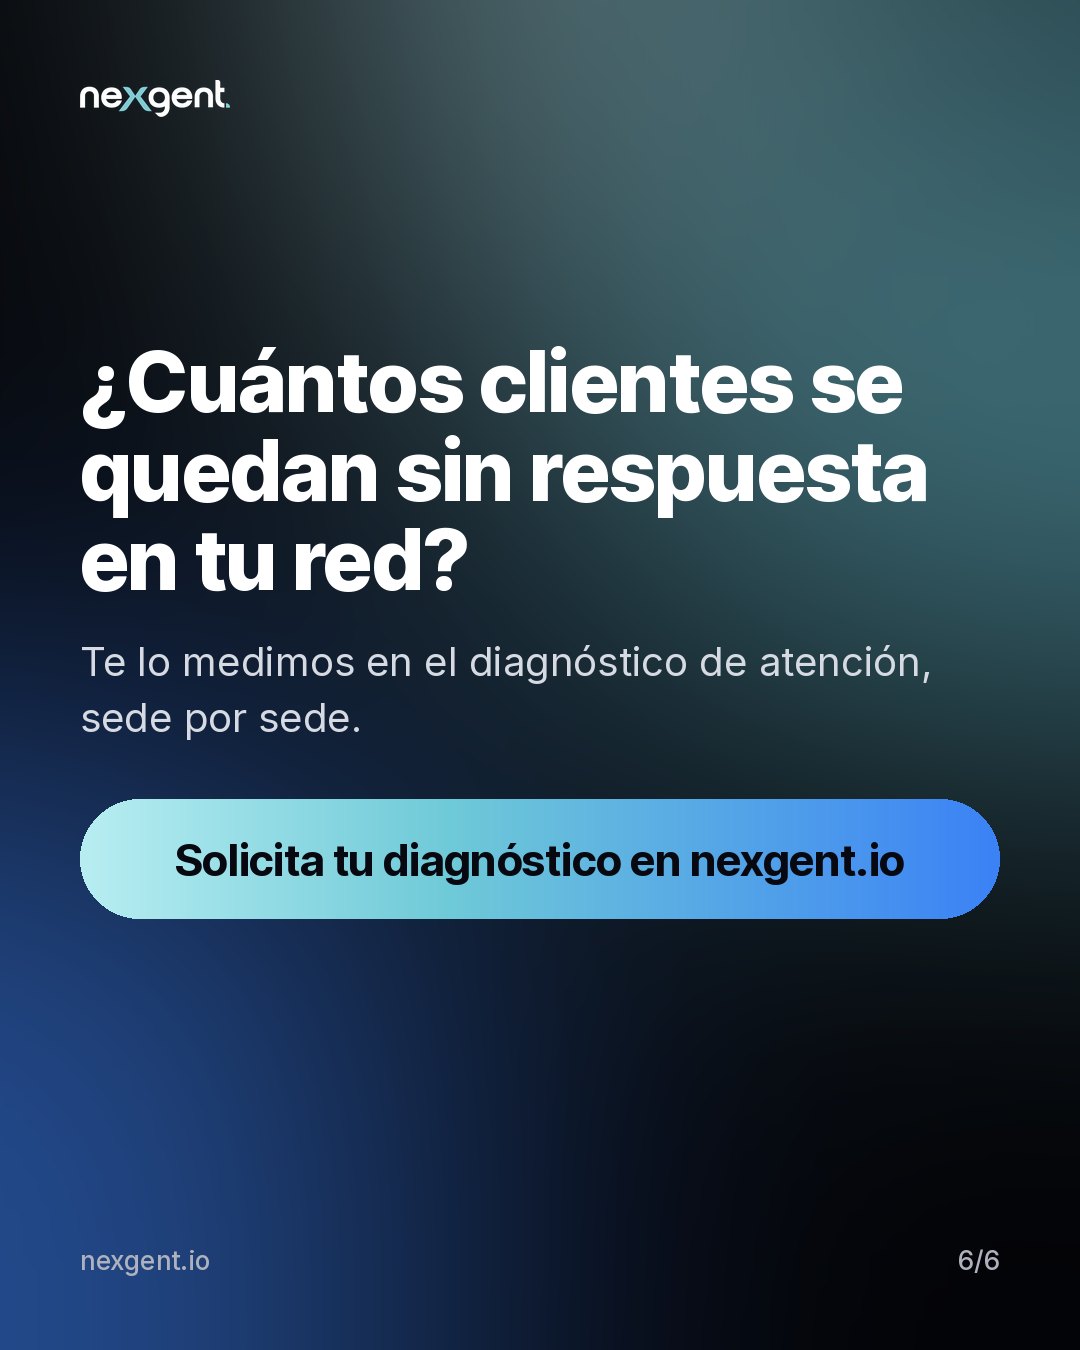 nexgent.
¿Cuántos clientes se
quedan sin respuesta
en tu red?
Te lo medimos en el diagnóstico de atención,
sede por sede.
Solicita tu diagnóstico en nexgent.io
nexgent.io
6/6